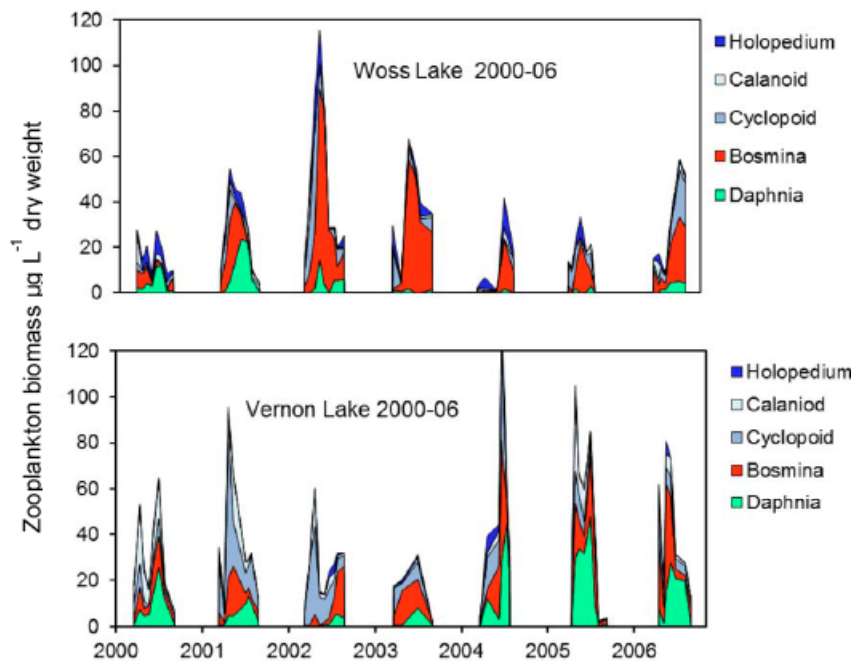 Zooplankton biomass µg L⁻¹ dry weight
120
100
80
60
40
20
0
Woss Lake 2000-06
Holopedium
Calanoid
Cyclopoid
Bosmina
Daphnia
120
100
80
60
40
20
0
Vernon Lake 2000-06
Holopedium
Calaniod
Cyclopoid
Bosmina
Daphnia
2000 2001 2002 2003 2004 2005 2006